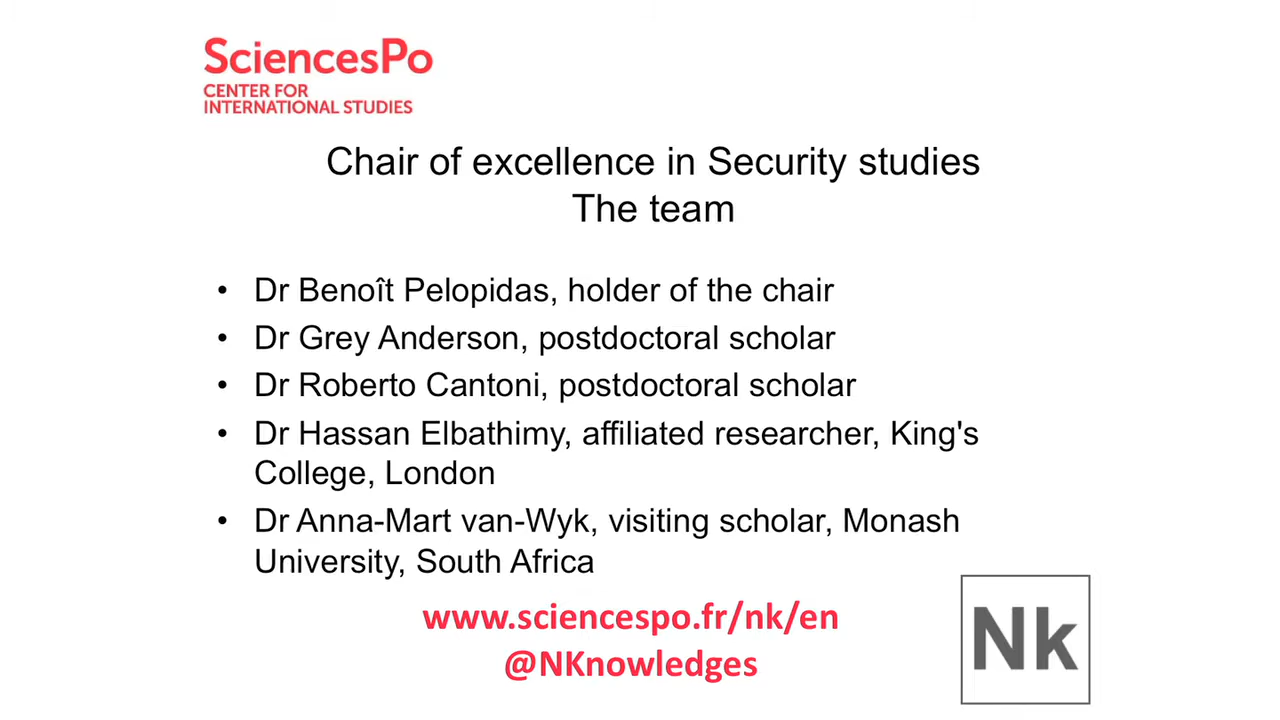 SciencesPo
CENTER FOR
INTERNATIONAL STUDIES
Chair of excellence in Security studies
The team
• Dr Benoît Pelopidas, holder of the chair
• Dr Grey Anderson, postdoctoral scholar
• Dr Roberto Cantoni, postdoctoral scholar
• Dr Hassan Elbathimy, affiliated researcher, King's
College, London
• Dr Anna-Mart van-Wyk, visiting scholar, Monash
University, South Africa
www.sciencespo.fr/nk/en
@NKnowledges
Nk